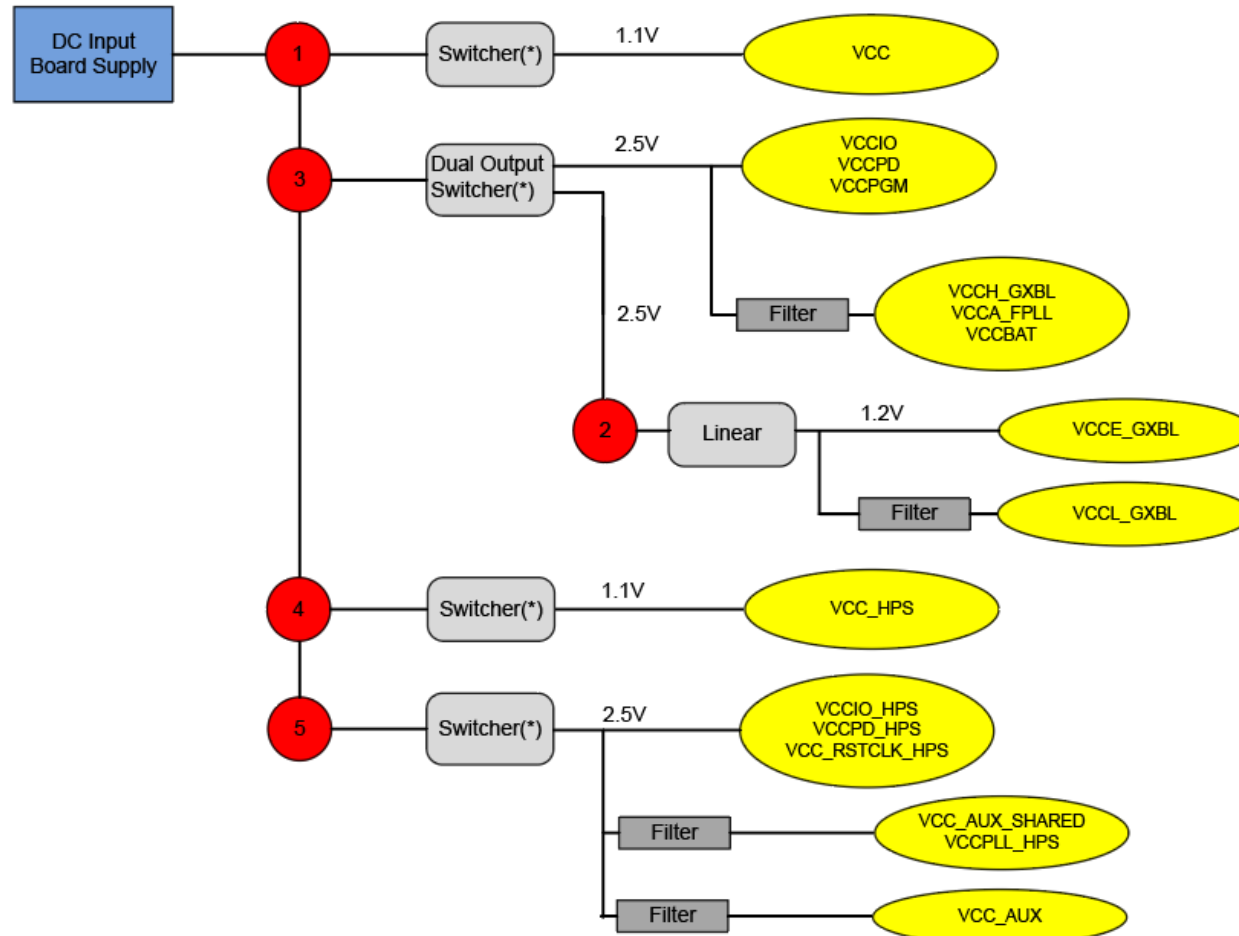 DC Input
Board Supply
1
Switcher(*)
1.1V
VCC
3
Dual Output
Switcher(*)
2.5V
VCCIO
VCCPD
VCCPGM
2.5V
Filter
VCCH_GXBL
VCCA_FPLL
VCCBAT
2
Linear
1.2V
VCCE_GXBL
Filter
VCCL_GXBL
4
Switcher(*)
1.1V
VCC_HPS
5
Switcher(*)
2.5V
VCCIO_HPS
VCCPD_HPS
VCC_RSTCLK_HPS
Filter
VCC_AUX_SHARED
VCCPLL_HPS
Filter
VCC_AUX